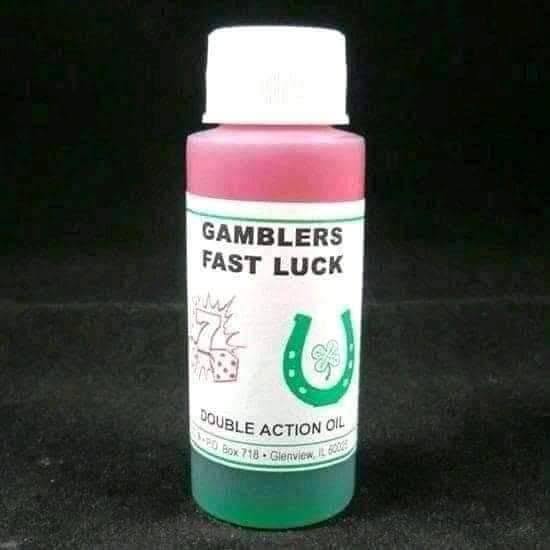 GAMBLERS
FAST LUCK
7
DOUBLE ACTION OIL
P.O. Box 718 • Glenview, IL 60025